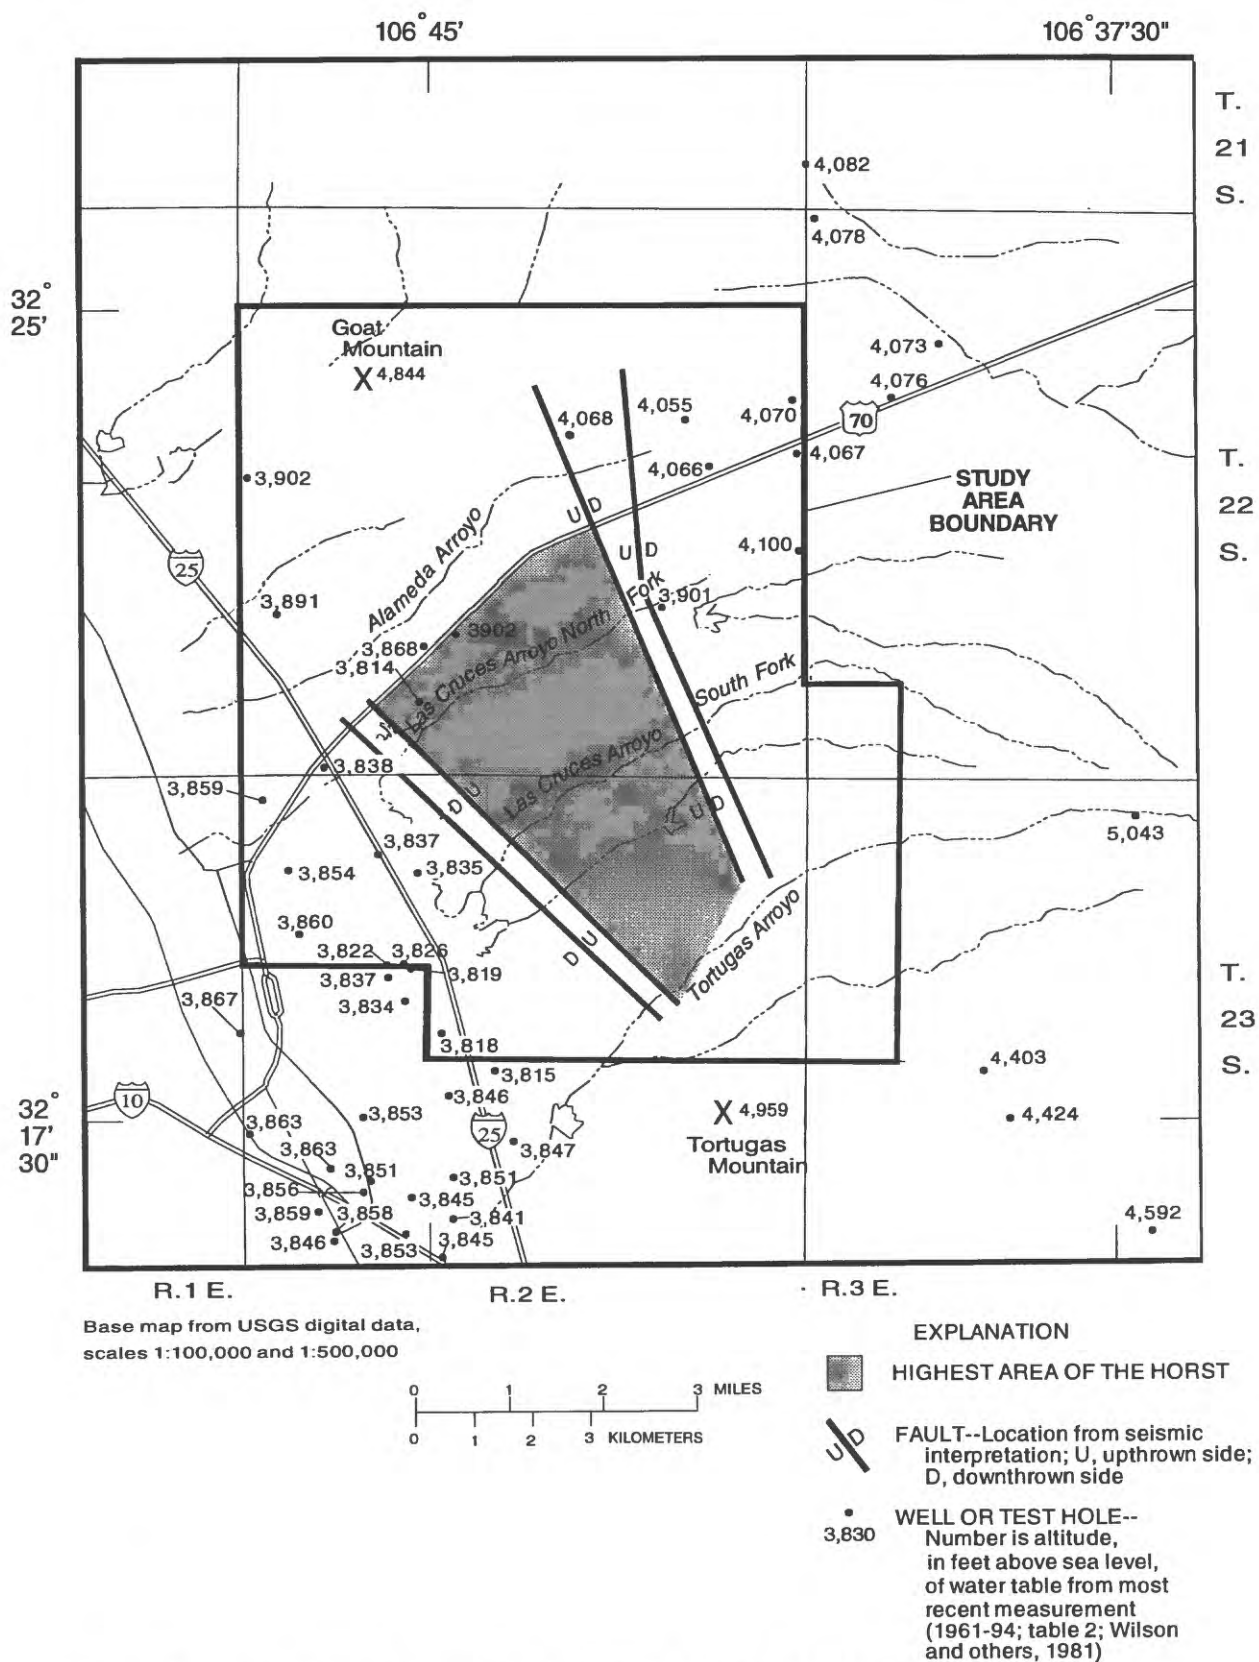 106°45'
106°37'30"
T.
21
S.
4,082
4,078
32°
25'
Goat
Mountain
X 4,844
4,073
4,076
4,068
4,055
4,070
70
4,067
4,066
T.
22
S.
3,902
STUDY
AREA
BOUNDARY
U D
25
Alameda Arroyo
U D
4,100
3,891
Fork
3,901
3902
3,868
3,814
Las Cruces Arroyo North
South Fork
3,838
3,859
Las Cruces Arroyo
D U
U D
5,043
3,837
3,854
3,835
3,860
Tortugas Arroyo
U
D
3,822
3,826
3,819
3,837
3,834
3,867
T.
23
S.
3,818
4,403
3,815
32°
17'
30"
10
3,846
3,853
X 4,959
4,424
3,863
25
Tortugas
Mountain
3,847
3,863
3,851
3,851
3,856
3,845
3,859
3,858
3,841
4,592
3,846
3,853
3,845
R.1 E.
R.2 E.
R.3 E.
Base map from USGS digital data,
scales 1:100,000 and 1:500,000
0 1 2 3 MILES
0 1 2 3 KILOMETERS
EXPLANATION
HIGHEST AREA OF THE HORST
U D
FAULT--Location from seismic
interpretation; U, upthrown side;
D, downthrown side
3,830
WELL OR TEST HOLE--
Number is altitude,
in feet above sea level,
of water table from most
recent measurement
(1961-94; table 2; Wilson
and others, 1981)